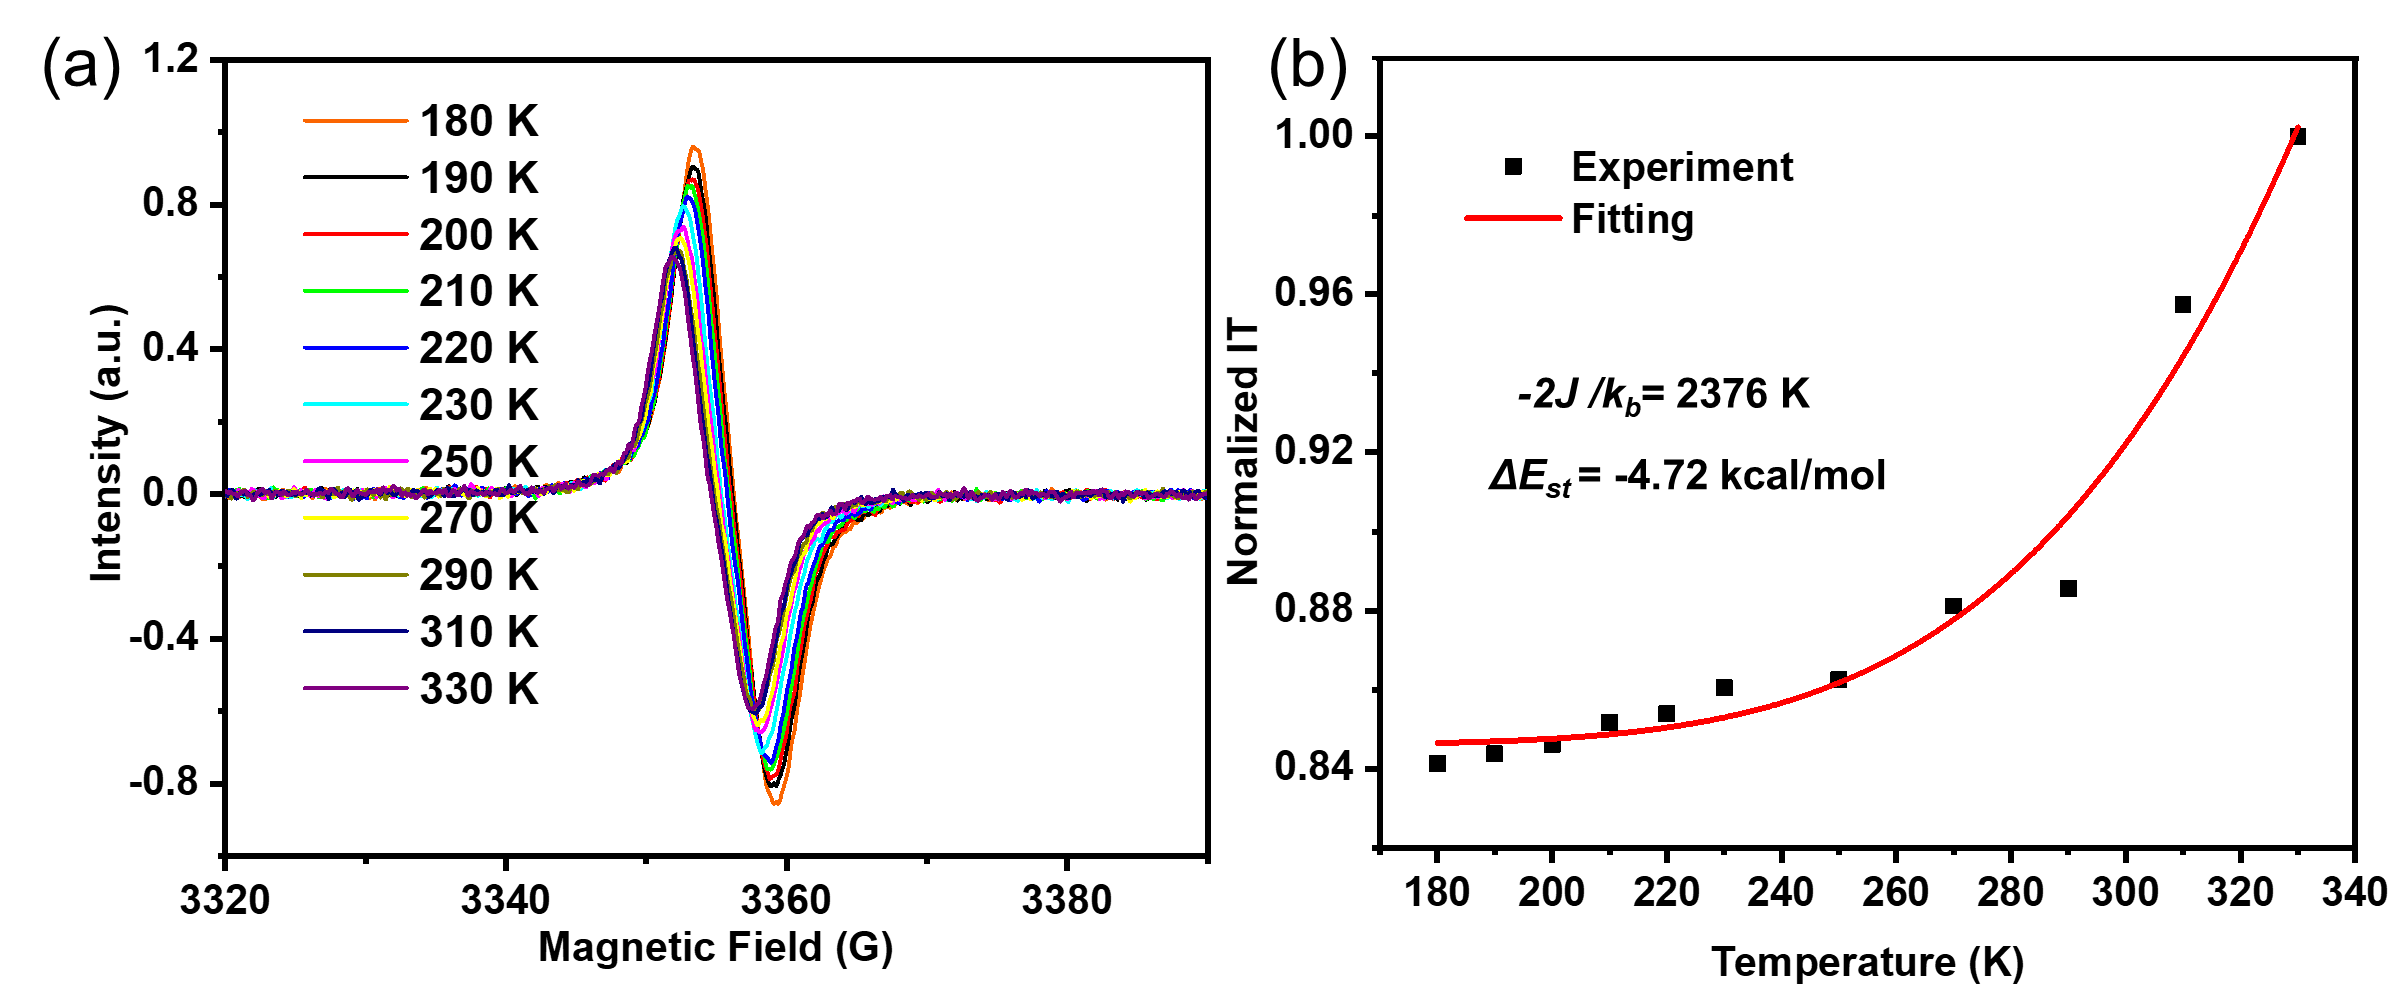 (a)
1.2
0.8
0.4
0.0
-0.4
-0.8
Intensity (a.u.)
180 K
190 K
200 K
210 K
220 K
230 K
250 K
270 K
290 K
310 K
330 K
3320 3340 3360 3380
Magnetic Field (G)
(b)
1.00
0.96
0.92
0.88
0.84
Normalized IT
Experiment
Fitting
-2J /k_b= 2376 K
ΔE_st = -4.72 kcal/mol
180 200 220 240 260 280 300 320 340
Temperature (K)